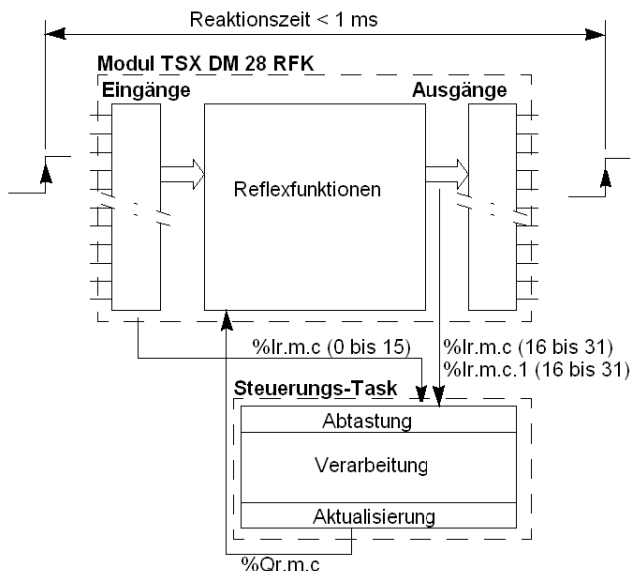 Reaktionszeit < 1 ms
Modul TSX DM 28 RFK
Eingänge
Ausgänge
Reflexfunktionen
%Ir.m.c (0 bis 15)
%Ir.m.c (16 bis 31)
%Ir.m.c.1 (16 bis 31)
Steuerungs-Task
Abtastung
Verarbeitung
Aktualisierung
%Qr.m.c